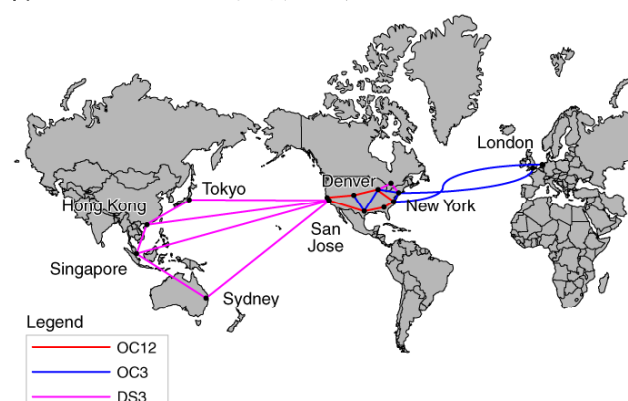 London
Denver
Tokyo
Hong Kong
New York
San
Jose
Singapore
Sydney
Legend
OC12
OC3
DS3